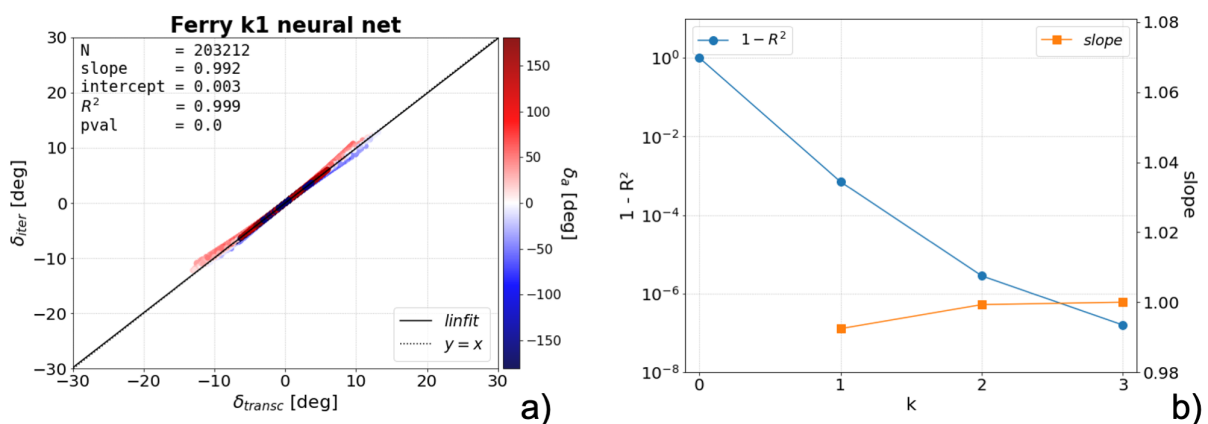 Ferry k1 neural net
N = 203212
slope = 0.992
intercept = 0.003
R² = 0.999
pval = 0.0
30
20
10
0
−10
−20
−30
δiter [deg]
−30
−10
0
10
30
δtransc [deg]
linfit
y = x
150
100
50
0
−50
−100
−150
δa [deg]
a)
1 − R²
slope
10⁰
10⁻²
10⁻⁴
10⁻⁶
10⁻⁸
1 - R²
0
1
2
3
k
1.08
1.06
1.04
1.02
1.00
0.98
slope
b)